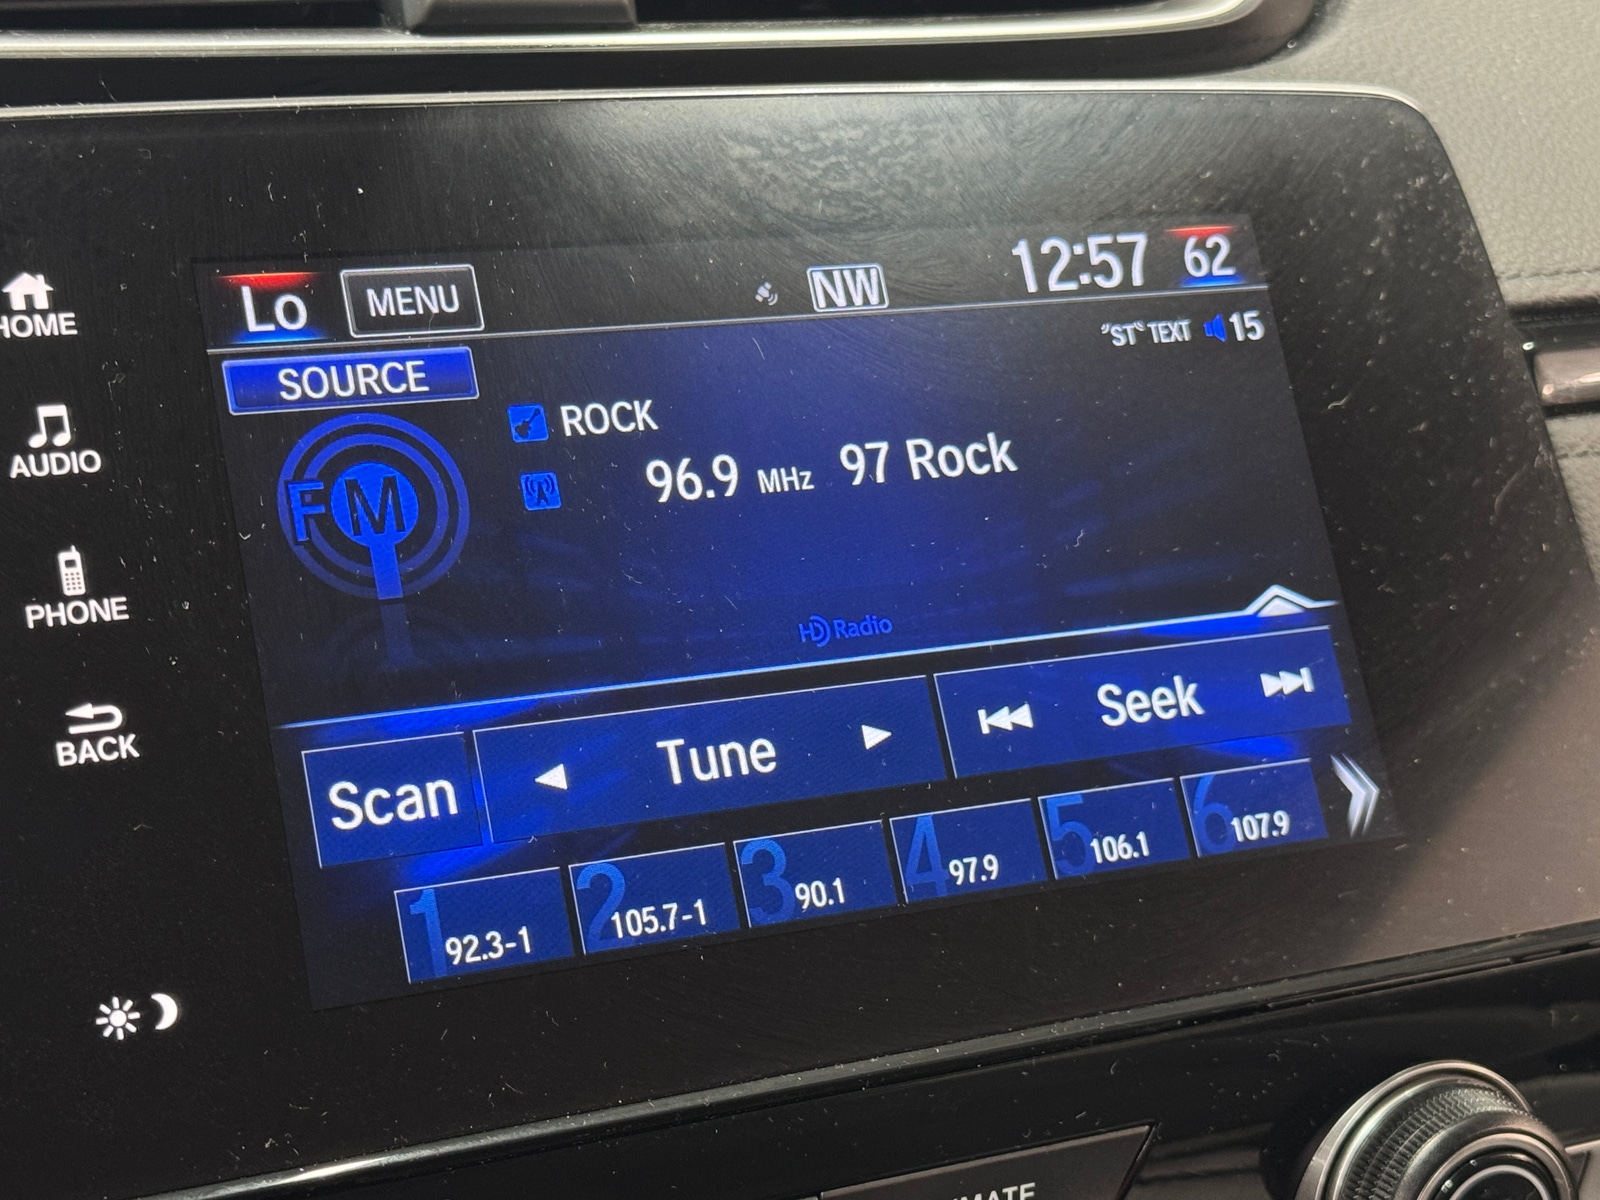 Lo MENU NW 12:57 62
"ST" TEXT 15
SOURCE
ROCK
FM
96.9 MHz 97 Rock
HD Radio
Scan Tune Seek
1 92.3-1 2 105.7-1 3 90.1 4 97.9 5 106.1 6 107.9
HOME
AUDIO
PHONE
BACK